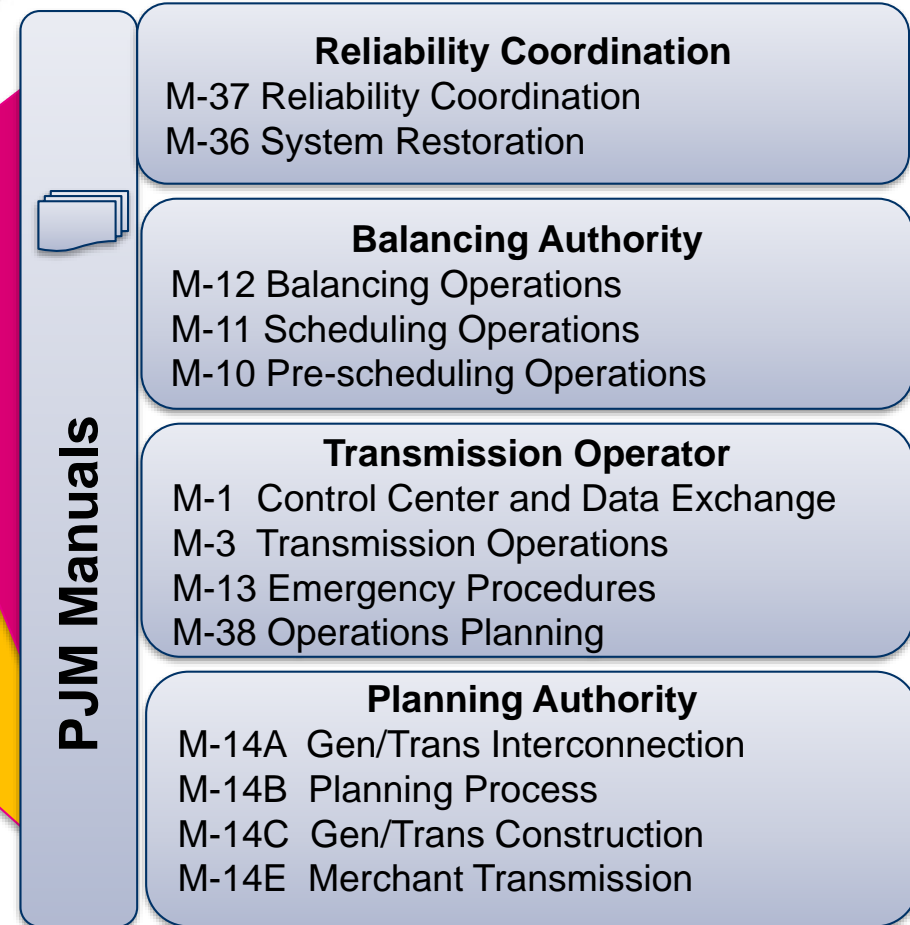 PJM Manuals
Reliability Coordination
M-37 Reliability Coordination
M-36 System Restoration
Balancing Authority
M-12 Balancing Operations
M-11 Scheduling Operations
M-10 Pre-scheduling Operations
Transmission Operator
M-1 Control Center and Data Exchange
M-3 Transmission Operations
M-13 Emergency Procedures
M-38 Operations Planning
Planning Authority
M-14A Gen/Trans Interconnection
M-14B Planning Process
M-14C Gen/Trans Construction
M-14E Merchant Transmission